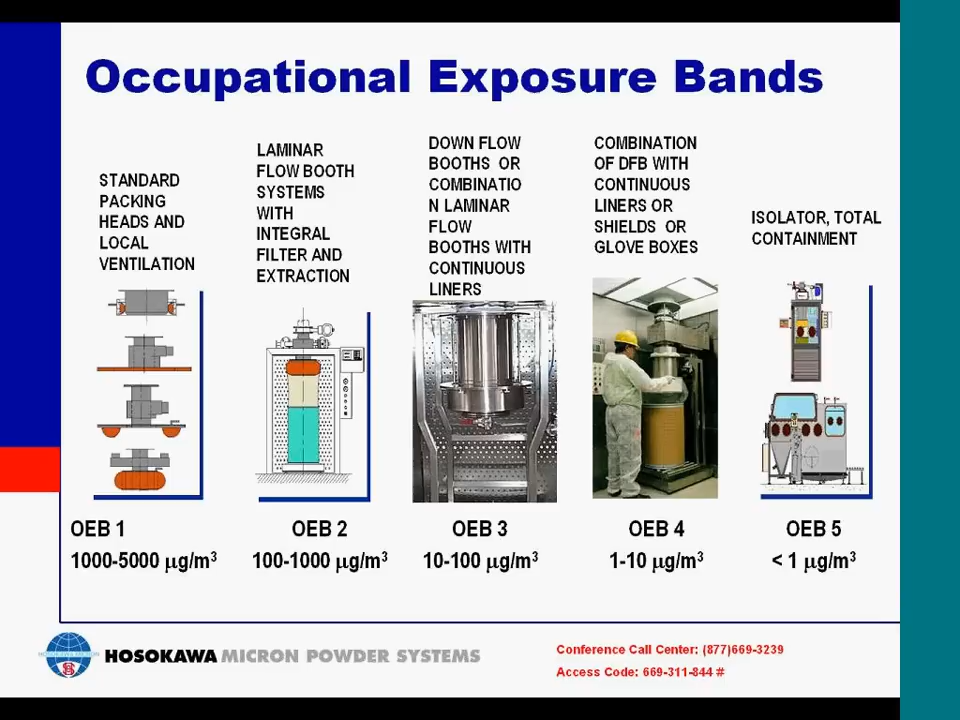 Occupational Exposure Bands
STANDARD
PACKING
HEADS AND
LOCAL
VENTILATION
LAMINAR
FLOW BOOTH
SYSTEMS
WITH
INTEGRAL
FILTER AND
EXTRACTION
DOWN FLOW
BOOTHS OR
COMBINATIO
N LAMINAR
FLOW
BOOTHS WITH
CONTINUOUS
LINERS
COMBINATION
OF DFB WITH
CONTINUOUS
LINERS OR
SHIELDS OR
GLOVE BOXES
ISOLATOR, TOTAL
CONTAINMENT
OEB 1
1000-5000 μg/m³
OEB 2
100-1000 μg/m³
OEB 3
10-100 μg/m³
OEB 4
1-10 μg/m³
OEB 5
< 1 μg/m³
HOSOKAWA MICRON POWDER SYSTEMS
Conference Call Center: (877)669-3239
Access Code: 669-311-844 #